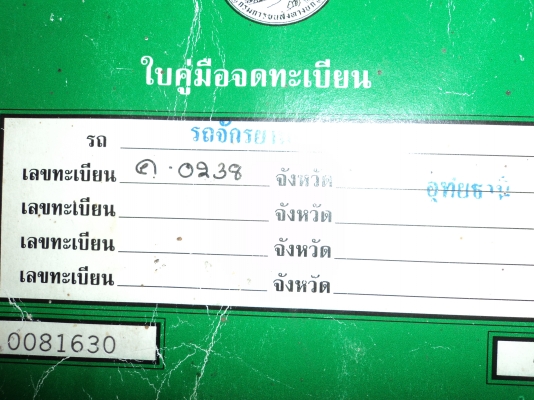 ใบคู่มือจดทะเบียน
รถ รถจักรยาน
เลขทะเบียน ค.0238 จังหวัด อุทัยธานี
เลขทะเบียน จังหวัด
เลขทะเบียน จังหวัด
เลขทะเบียน จังหวัด
0081630